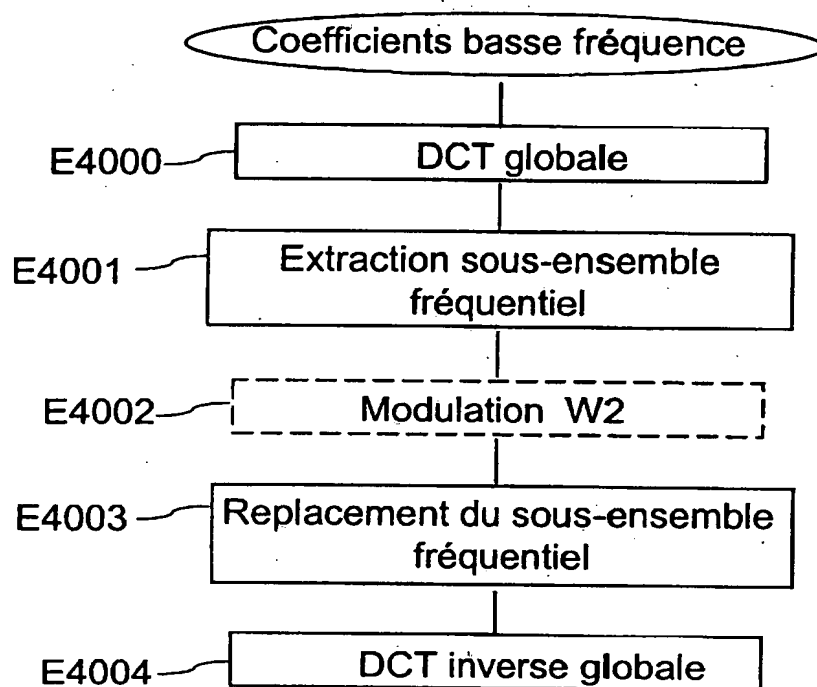 Coefficients basse fréquence
E4000
DCT globale
E4001
Extraction sous-ensemble
fréquentiel
E4002
Modulation W2
E4003
Replacement du sous-ensemble
fréquentiel
E4004
DCT inverse globale